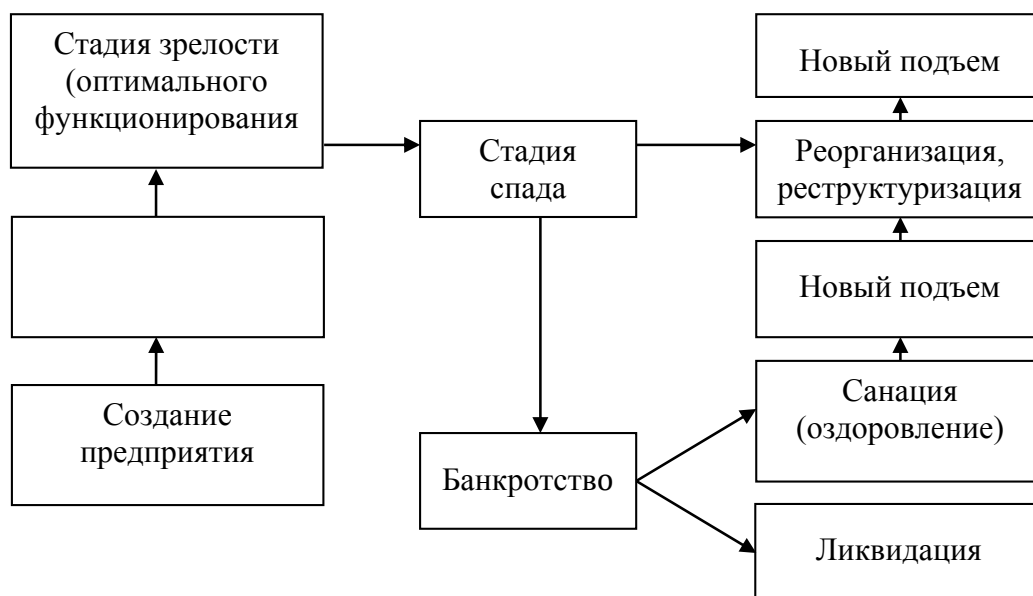 Стадия зрелости
(оптимального
функционирования
Новый подъем
Стадия
спада
Реорганизация,
реструктуризация
Новый подъем
Создание
предприятия
Санация
(оздоровление)
Банкротство
Ликвидация